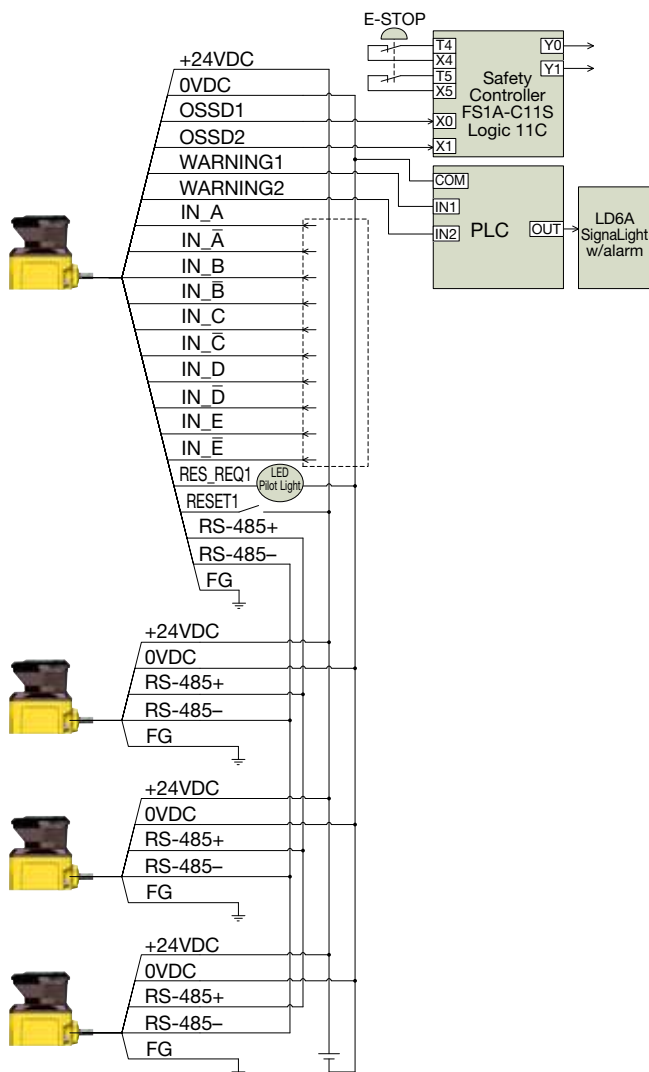 E-STOP
T4
X4
T5
X5
Y0
Y1
Safety
Controller
FS1A-C11S
Logic 11C
X0
X1
+24VDC
0VDC
OSSD1
OSSD2
WARNING1
WARNING2
IN_A
IN_A̅
IN_B
IN_B̅
IN_C
IN_C̅
IN_D
IN_D̅
IN_E
IN_E̅
COM
IN1
IN2
PLC
OUT
LD6A
SignaLight
w/alarm
RES_REQ1
LED
Pilot Light
RESET1
RS-485+
RS-485–
FG
+24VDC
0VDC
RS-485+
RS-485–
FG
+24VDC
0VDC
RS-485+
RS-485–
FG
+24VDC
0VDC
RS-485+
RS-485–
FG